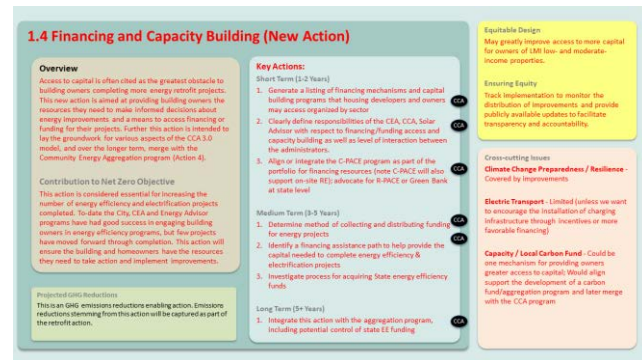 1.4 Financing and Capacity Building (New Action)
Overview
Access to capital is often cited as the greatest obstacle to
building owners completing more energy retrofit projects.
This new action is aimed at providing building owners the
resources they need to make informed decisions about
energy improvements and a means to access financing or
funding for their projects. Further this action is intended to
lay the groundwork for various aspects of the CCA 3.0
model, and over the longer term, merge with the
Community Energy Aggregation program (Action 4).
Contribution to Net Zero Objective
This action is considered essential for increasing the
number of energy efficiency and electrification projects
completed. To-date the City, CEA and Energy Advisor
programs have had good success in engaging building
owners in energy efficiency programs, but few projects
have moved forward through completion. This action will
ensure the building and homeowners have the resources
they need to take action and implement improvements.
Projected GHG Reductions
This is an GHG emissions reductions enabling action. Emissions
reductions stemming from this action will be captured as part of
the retrofit action.
Key Actions:
Short Term (1-2 Years)
1. Generate a listing of financing mechanisms and capital
building programs that housing developers and owners
may access organized by sector
CCA
2. Clearly define responsibilities of the CEA, CCA, Solar
Advisor with respect to financing/funding access and
capacity building as well as level of interaction between
the administrators.
CCA
3. Align or Integrate the C-PACE program as part of the
portfolio for financing resources (note C-PACE will also
support on-site RE); advocate for R-PACE or Green Bank
at state level
CCA
Medium Term (3-5 Years)
1. Determine method of collecting and distributing funding
for energy projects
CCA
2. Identify a financing assistance path to help provide the
capital needed to complete energy efficiency &
electrification projects
CCA
3. Investigate process for acquiring State energy efficiency
funds
Long Term (5+ Years)
1. Integrate this action with the aggregation program,
including potential control of state EE funding
CCA
Equitable Design
May greatly improve access to more capital
for owners of LMI low- and moderate-
income properties.
Ensuring Equity
Track implementation to monitor the
distribution of improvements and provide
publicly available updates to facilitate
transparency and accountability.
Cross-cutting Issues
Climate Change Preparedness / Resilience -
Covered by improvements
Electric Transport - Limited (unless we want
to encourage the installation of charging
infrastructure through incentives or more
favorable financing)
Capacity / Local Carbon Fund - Could be
one mechanism for providing owners
greater access to capital; Would align
support the development of a carbon
fund/aggregation program and later merge
with the CCA program